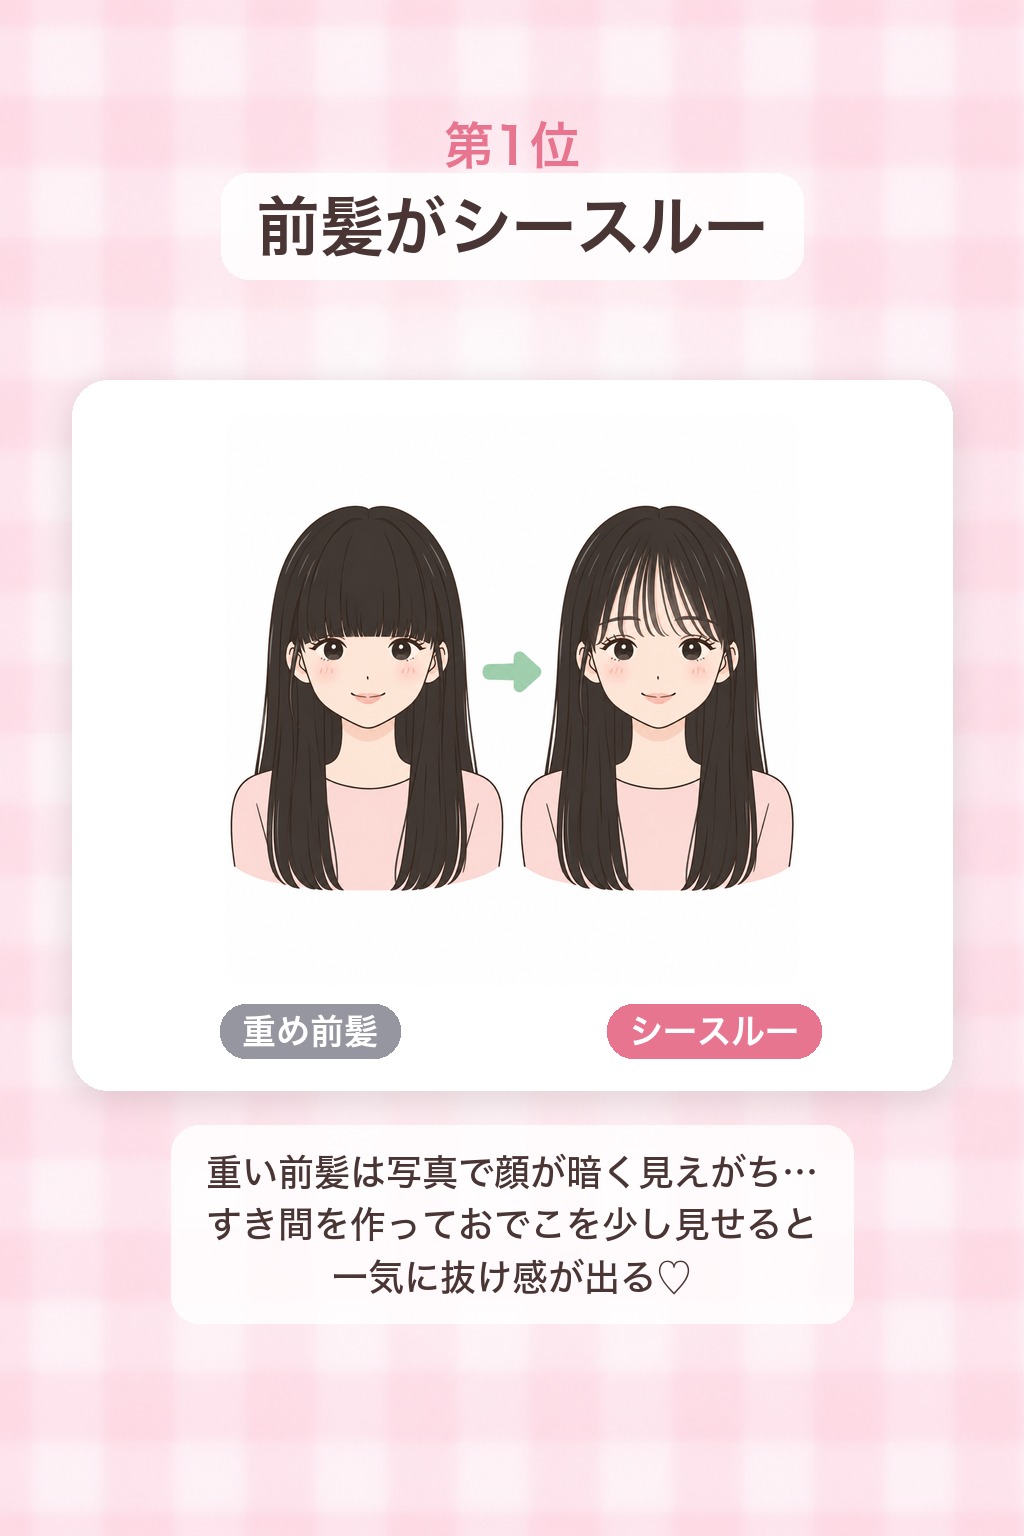 第1位
前髪がシースルー
重め前髪
シースルー
重い前髪は写真で顔が暗く見えがち…
すき間を作っておでこを少し見せると
一気に抜け感が出る♡